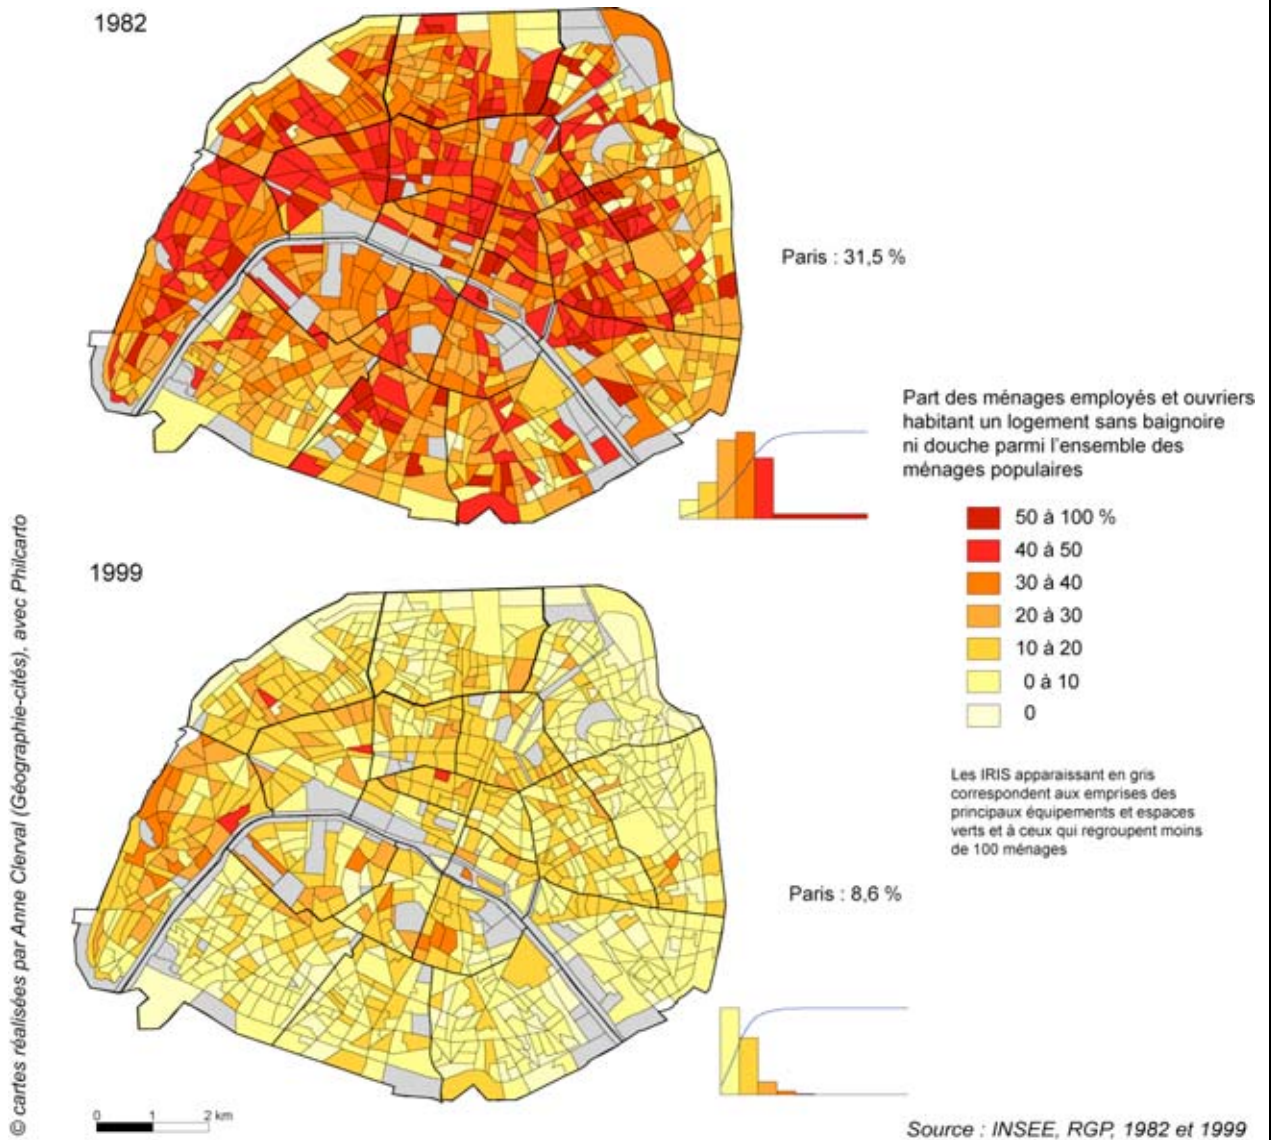 1982
Paris : 31,5 %
Part des ménages employés et ouvriers
habitant un logement sans baignoire
ni douche parmi l'ensemble des
ménages populaires
50 à 100 %
40 à 50
30 à 40
20 à 30
10 à 20
0 à 10
0
Les IRIS apparaissant en gris
correspondent aux emprises des
principaux équipements et espaces
verts et à ceux qui regroupent moins
de 100 ménages
1999
Paris : 8,6 %
0 1 2 km
Source : INSEE, RGP, 1982 et 1999
© cartes réalisées par Anne Clerval (Géographie-cités), avec Philcarto